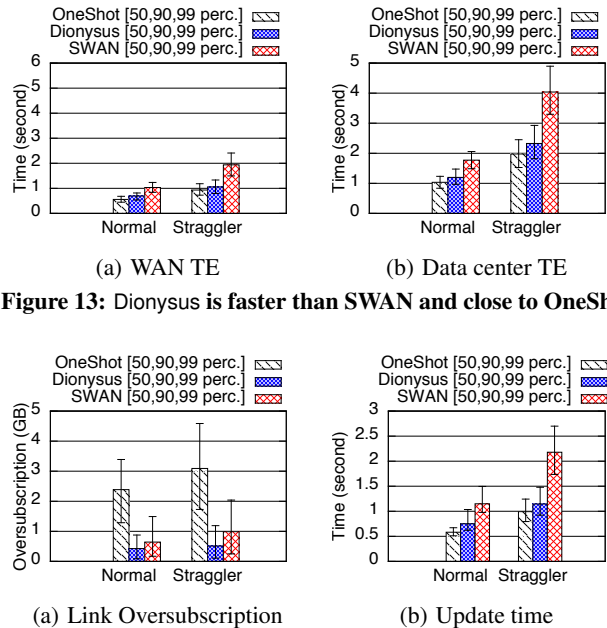 OneShot [50,90,99 perc.]
Dionysus [50,90,99 perc.]
SWAN [50,90,99 perc.]
Time (second)
6
5
4
3
2
1
0
Normal Straggler
(a) WAN TE
OneShot [50,90,99 perc.]
Dionysus [50,90,99 perc.]
SWAN [50,90,99 perc.]
Time (second)
5
4
3
2
1
0
Normal Straggler
(b) Data center TE
Figure 13: Dionysus is faster than SWAN and close to OneSh
OneShot [50,90,99 perc.]
Dionysus [50,90,99 perc.]
SWAN [50,90,99 perc.]
Oversubscription (GB)
5
4
3
2
1
0
Normal Straggler
(a) Link Oversubscription
OneShot [50,90,99 perc.]
Dionysus [50,90,99 perc.]
SWAN [50,90,99 perc.]
Time (second)
3
2.5
2
1.5
1
0.5
0
Normal Straggler
(b) Update time